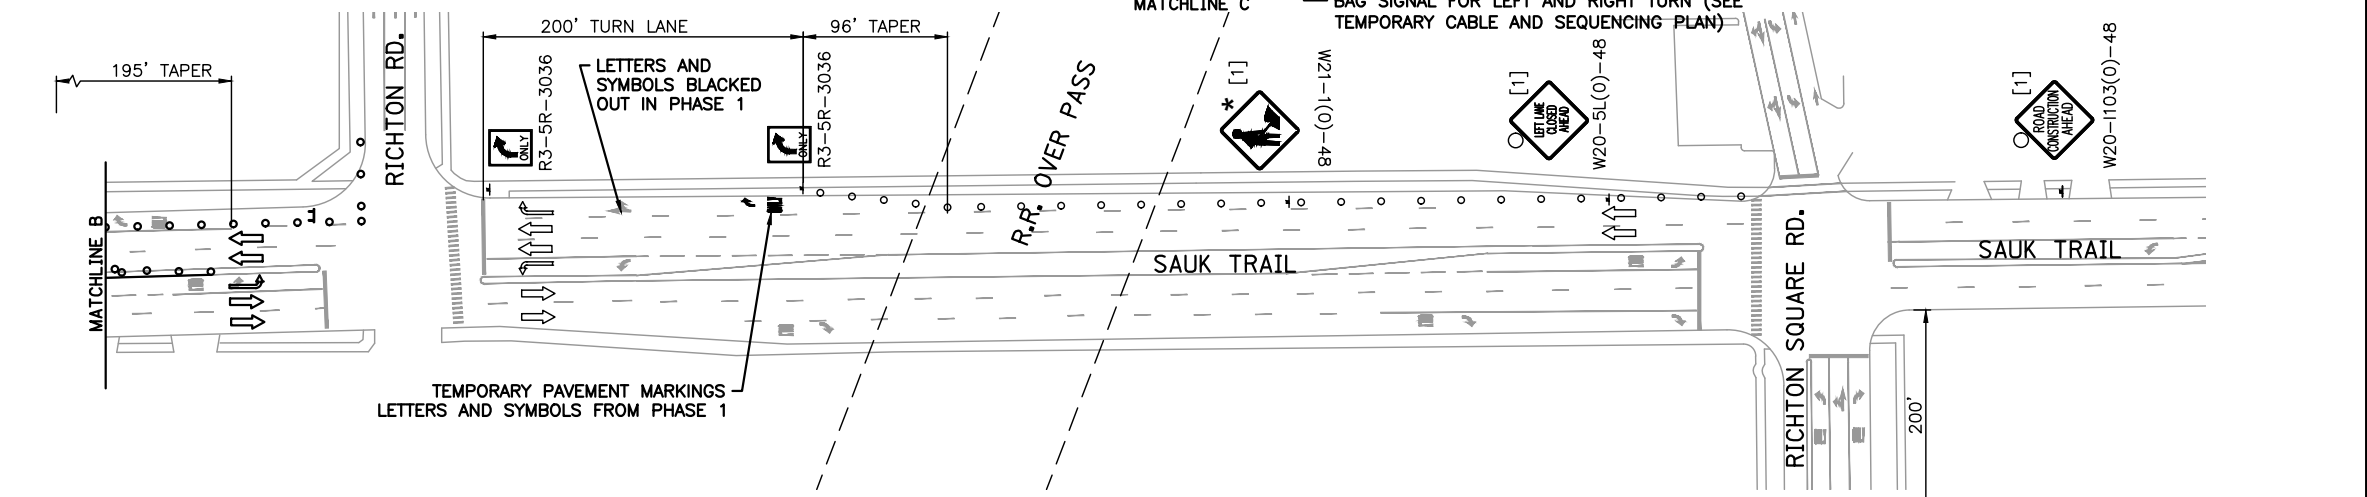 MATCHLINE C
BAG SIGNAL FOR LEFT AND RIGHT TURN (SEE
TEMPORARY CABLE AND SEQUENCING PLAN)
200' TURN LANE
96' TAPER
195' TAPER
RICHTON RD.
LETTERS AND
SYMBOLS BLACKED
OUT IN PHASE 1
R3-5R-3036
ONLY
R3-5R-3036
ONLY
R.R. OVER PASS
* [1]
W21-1(0)-48
[1]
LEFT LANE
CLOSED
AHEAD
W20-5L(0)-48
[1]
ROAD
CONSTRUCTION
AHEAD
W20-I103(0)-48
MATCHLINE B
SAUK TRAIL
SAUK TRAIL
RICHTON SQUARE RD.
TEMPORARY PAVEMENT MARKINGS
LETTERS AND SYMBOLS FROM PHASE 1
200'